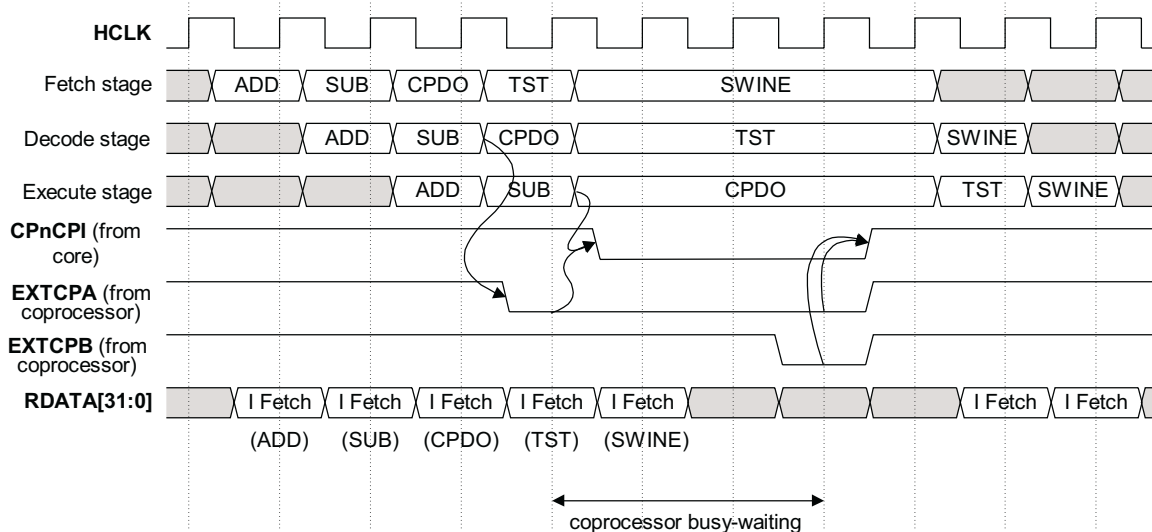 HCLK
Fetch stage ADD SUB CPDO TST SWINE
Decode stage ADD SUB CPDO TST SWINE
Execute stage ADD SUB CPDO TST SWINE
CPnCPI (from
core)
EXTCPA (from
coprocessor)
EXTCPB (from
coprocessor)
RDATA[31:0] I Fetch I Fetch I Fetch I Fetch I Fetch I Fetch I Fetch
(ADD) (SUB) (CPDO) (TST) (SWINE)
coprocessor busy-waiting